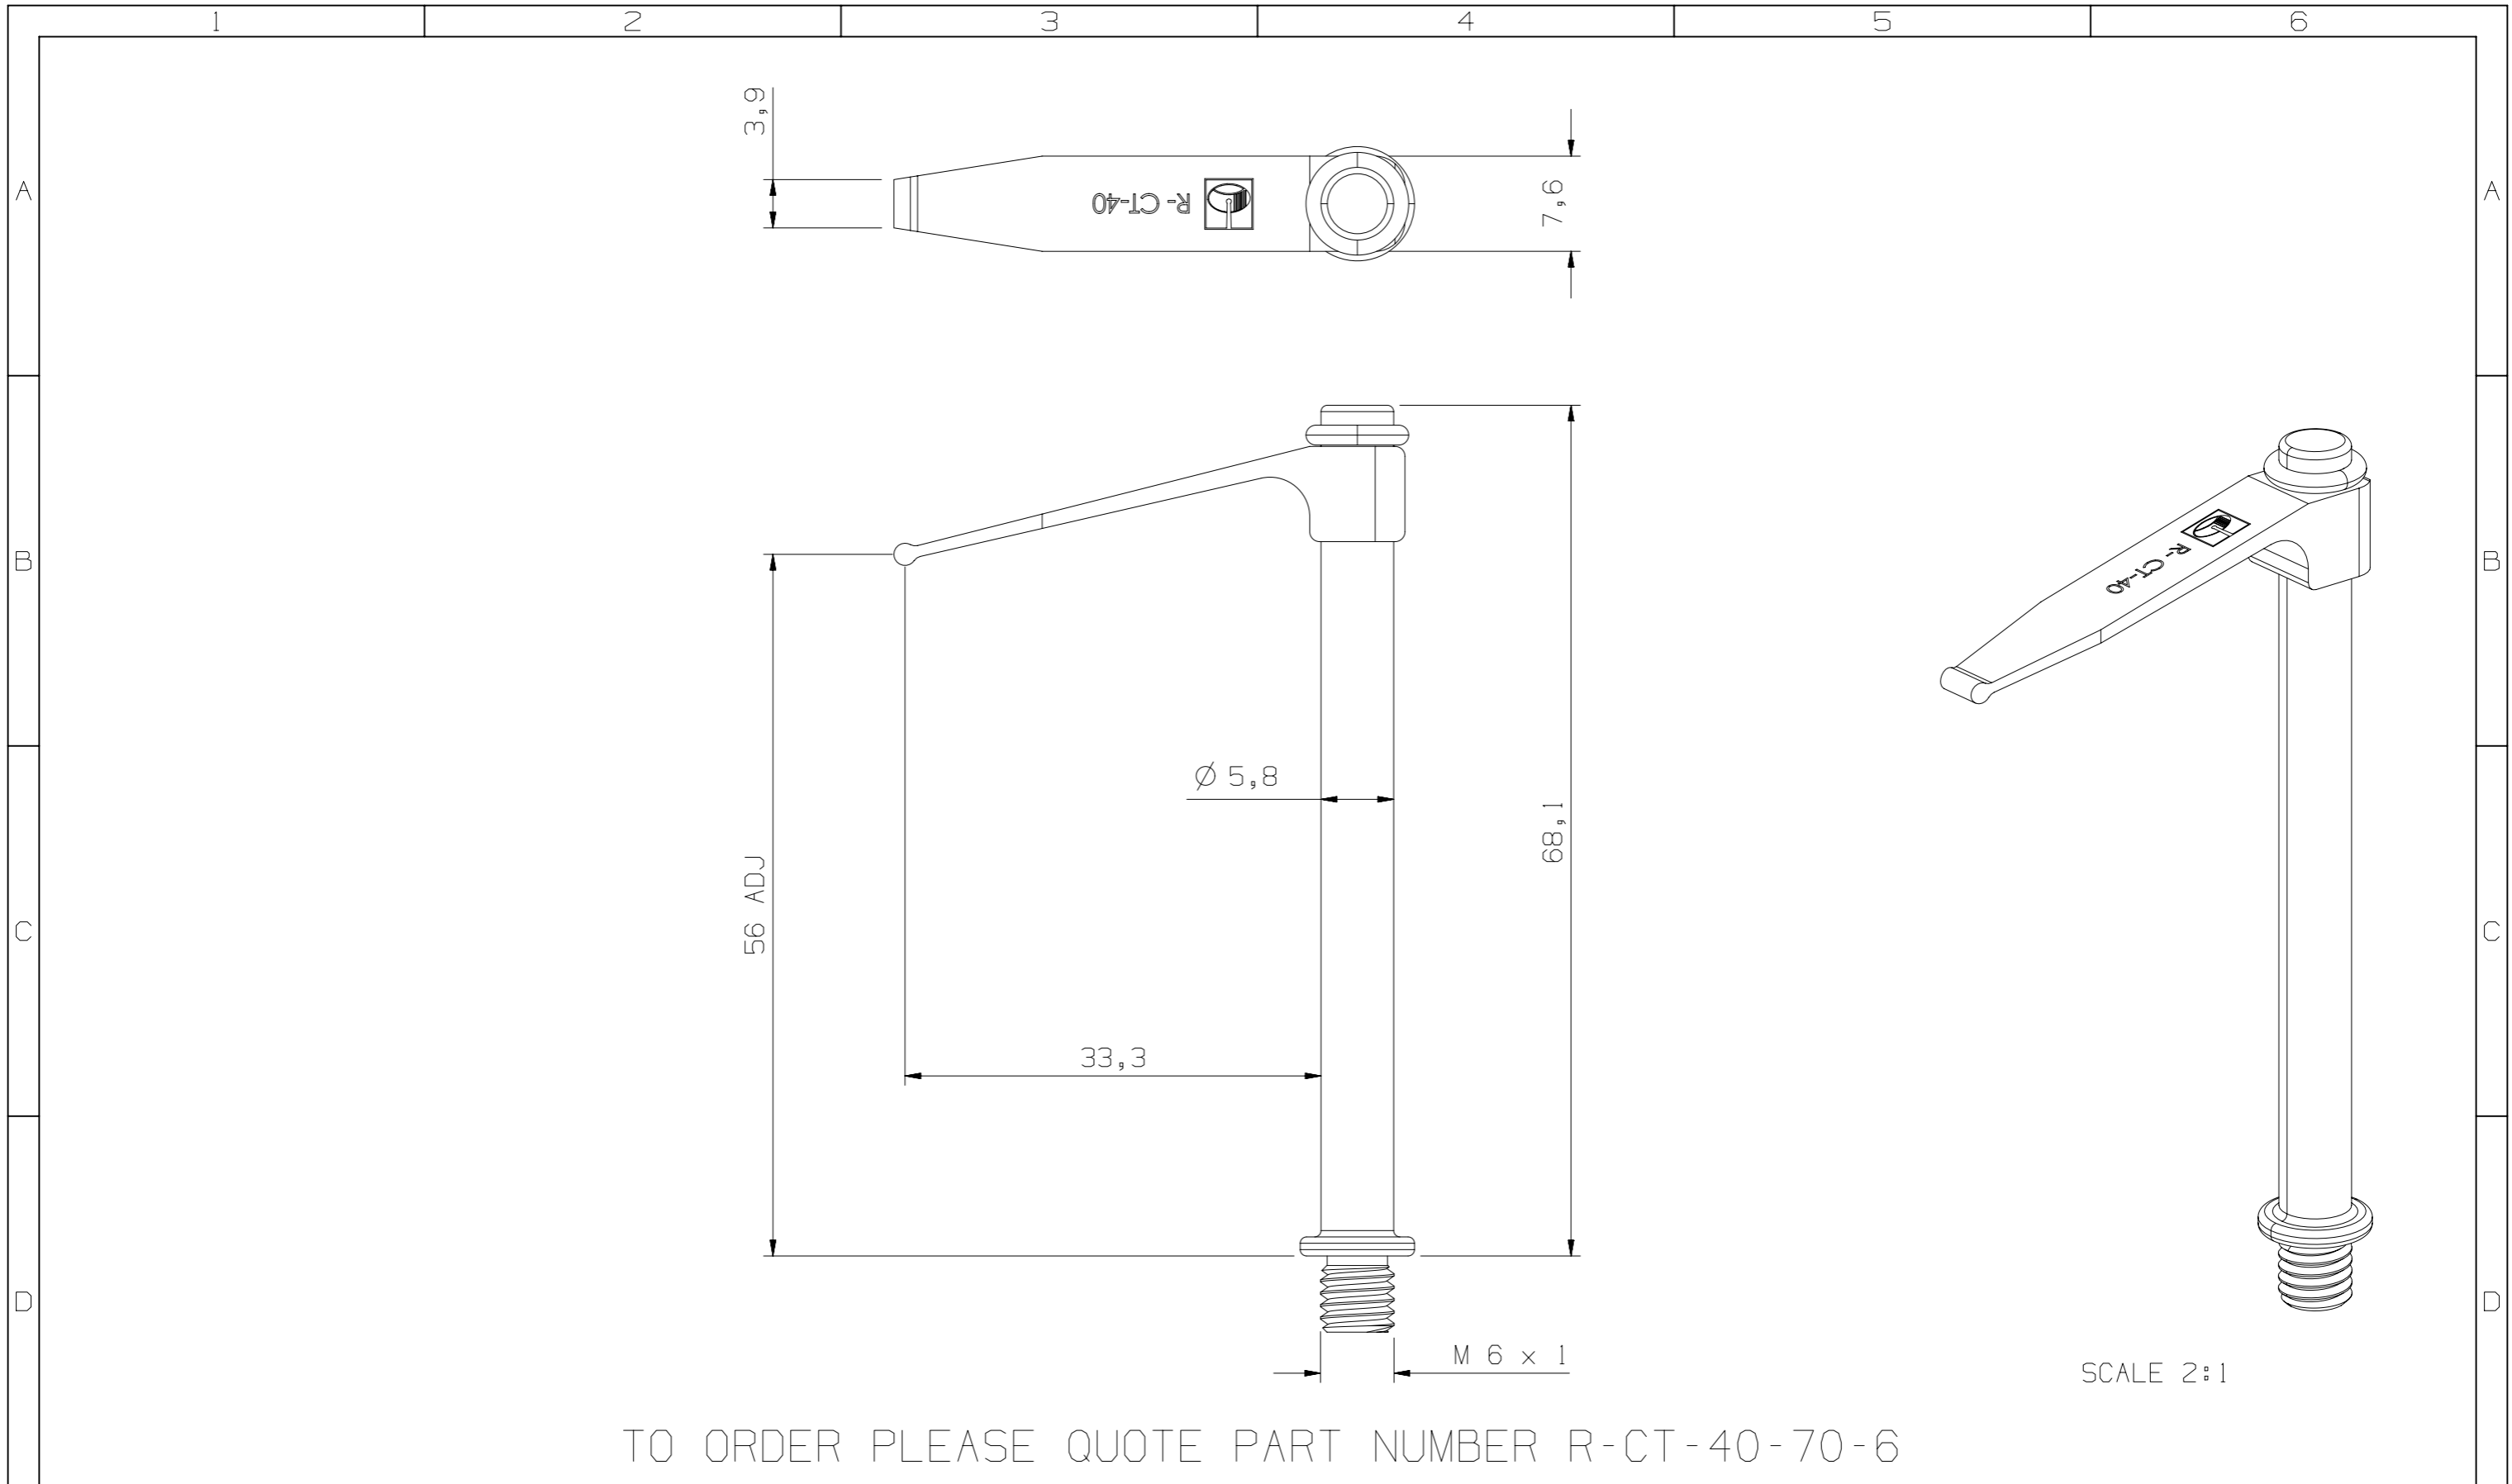 1 2 3 4 5 6
A A
3,9
7,6
R-CT-40
B B
R-CT-40
Ø 5,8
68,1
56 ADJ
C C
33,3
D D
M 6 x 1
SCALE 2:1
TO ORDER PLEASE QUOTE PART NUMBER R-CT-40-70-6